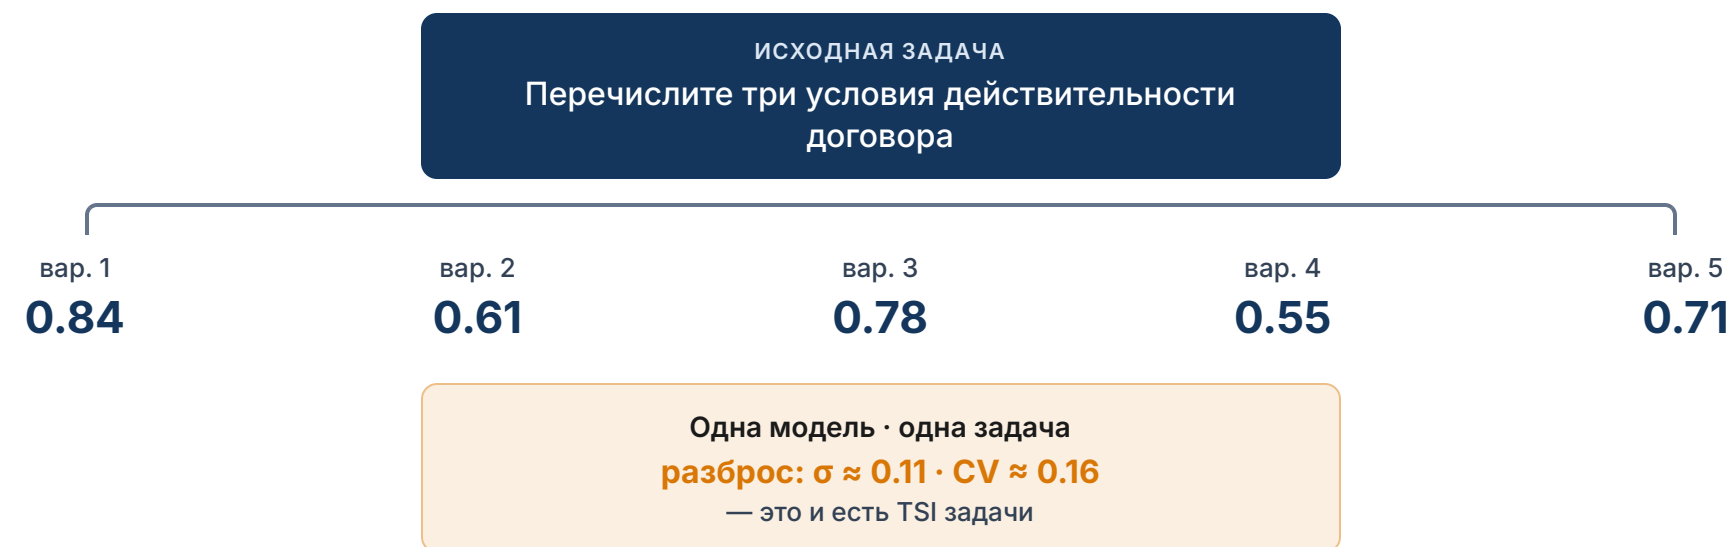 ИСХОДНАЯ ЗАДАЧА
Перечислите три условия действительности
договора
вар. 1 вар. 2 вар. 3 вар. 4 вар. 5
0.84 0.61 0.78 0.55 0.71
Одна модель · одна задача
разброс: σ ≈ 0.11 · CV ≈ 0.16
— это и есть TSI задачи